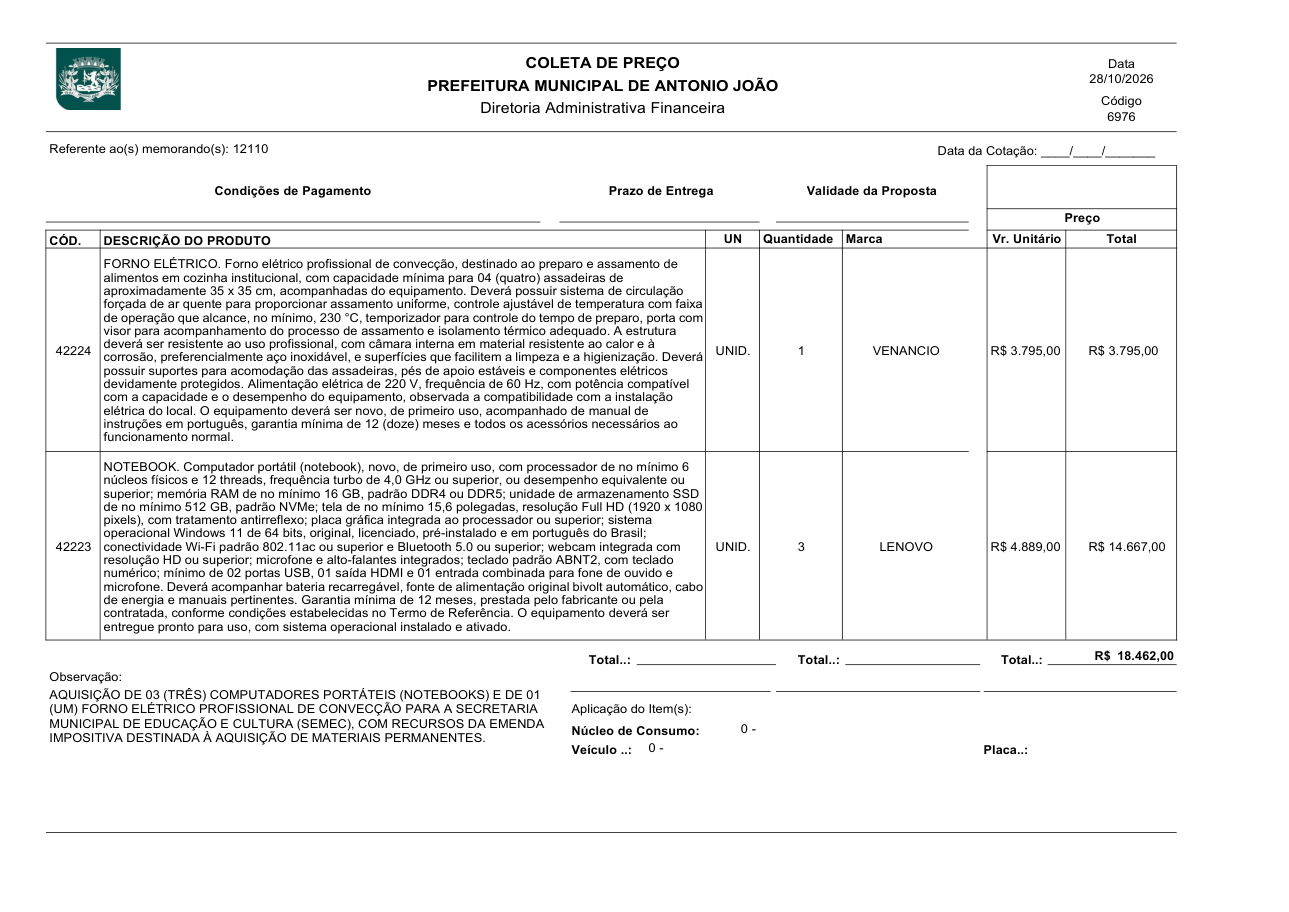 COLETA DE PREÇO
PREFEITURA MUNICIPAL DE ANTONIO JOÃO
Diretoria Administrativa Financeira
Data
28/10/2026
Código
6976
Referente ao(s) memorando(s): 12110
Data da Cotação: ____/____/_______
Condições de Pagamento
Prazo de Entrega
Validade da Proposta
Preço
CÓD. DESCRIÇÃO DO PRODUTO UN Quantidade Marca Vr. Unitário Total
FORNO ELÉTRICO. Forno elétrico profissional de convecção, destinado ao preparo e assamento de
alimentos em cozinha institucional, com capacidade mínima para 04 (quatro) assadeiras de
aproximadamente 35 x 35 cm, acompanhadas do equipamento. Deverá possuir sistema de circulação
forçada de ar quente para proporcionar assamento uniforme, controle ajustável de temperatura com faixa
de operação que alcance, no mínimo, 230 °C, temporizador para controle do tempo de preparo, porta com
visor para acompanhamento do processo de assamento e isolamento térmico adequado. A estrutura
deverá ser resistente ao uso profissional, com câmara interna em material resistente ao calor e à
42224 corrosão, preferencialmente aço inoxidável, e superfícies que facilitem a limpeza e a higienização. Deverá UNID. 1 VENANCIO R$ 3.795,00 R$ 3.795,00
possuir suportes para acomodação das assadeiras, pés de apoio estáveis e componentes elétricos
devidamente protegidos. Alimentação elétrica de 220 V, frequência de 60 Hz, com potência compatível
com a capacidade e o desempenho do equipamento, observada a compatibilidade com a instalação
elétrica do local. O equipamento deverá ser novo, de primeiro uso, acompanhado de manual de
instruções em português, garantia mínima de 12 (doze) meses e todos os acessórios necessários ao
funcionamento normal.
NOTEBOOK. Computador portátil (notebook), novo, de primeiro uso, com processador de no mínimo 6
núcleos físicos e 12 threads, frequência turbo de 4,0 GHz ou superior, ou desempenho equivalente ou
superior; memória RAM de no mínimo 16 GB, padrão DDR4 ou DDR5; unidade de armazenamento SSD
de no mínimo 512 GB, padrão NVMe; tela de no mínimo 15,6 polegadas, resolução Full HD (1920 x 1080
pixels), com tratamento antirreflexo; placa gráfica integrada ao processador ou superior; sistema
operacional Windows 11 de 64 bits, original, licenciado, pré-instalado e em português do Brasil;
42223 conectividade Wi-Fi padrão 802.11ac ou superior e Bluetooth 5.0 ou superior; webcam integrada com UNID. 3 LENOVO R$ 4.889,00 R$ 14.667,00
resolução HD ou superior; microfone e alto-falantes integrados; teclado padrão ABNT2, com teclado
numérico; mínimo de 02 portas USB, 01 saída HDMI e 01 entrada combinada para fone de ouvido e
microfone. Deverá acompanhar bateria recarregável, fonte de alimentação original bivolt automático, cabo
de energia e manuais pertinentes. Garantia mínima de 12 meses, prestada pelo fabricante ou pela
contratada, conforme condições estabelecidas no Termo de Referência. O equipamento deverá ser
entregue pronto para uso, com sistema operacional instalado e ativado.
Total..: Total..: Total..: R$ 18.462,00
Observação:
AQUISIÇÃO DE 03 (TRÊS) COMPUTADORES PORTÁTEIS (NOTEBOOKS) E DE 01
(UM) FORNO ELÉTRICO PROFISSIONAL DE CONVECÇÃO PARA A SECRETARIA
MUNICIPAL DE EDUCAÇÃO E CULTURA (SEMEC), COM RECURSOS DA EMENDA
IMPOSITIVA DESTINADA À AQUISIÇÃO DE MATERIAIS PERMANENTES.
Aplicação do Item(s):
Núcleo de Consumo: 0 -
Veículo ..: 0 - Placa..: